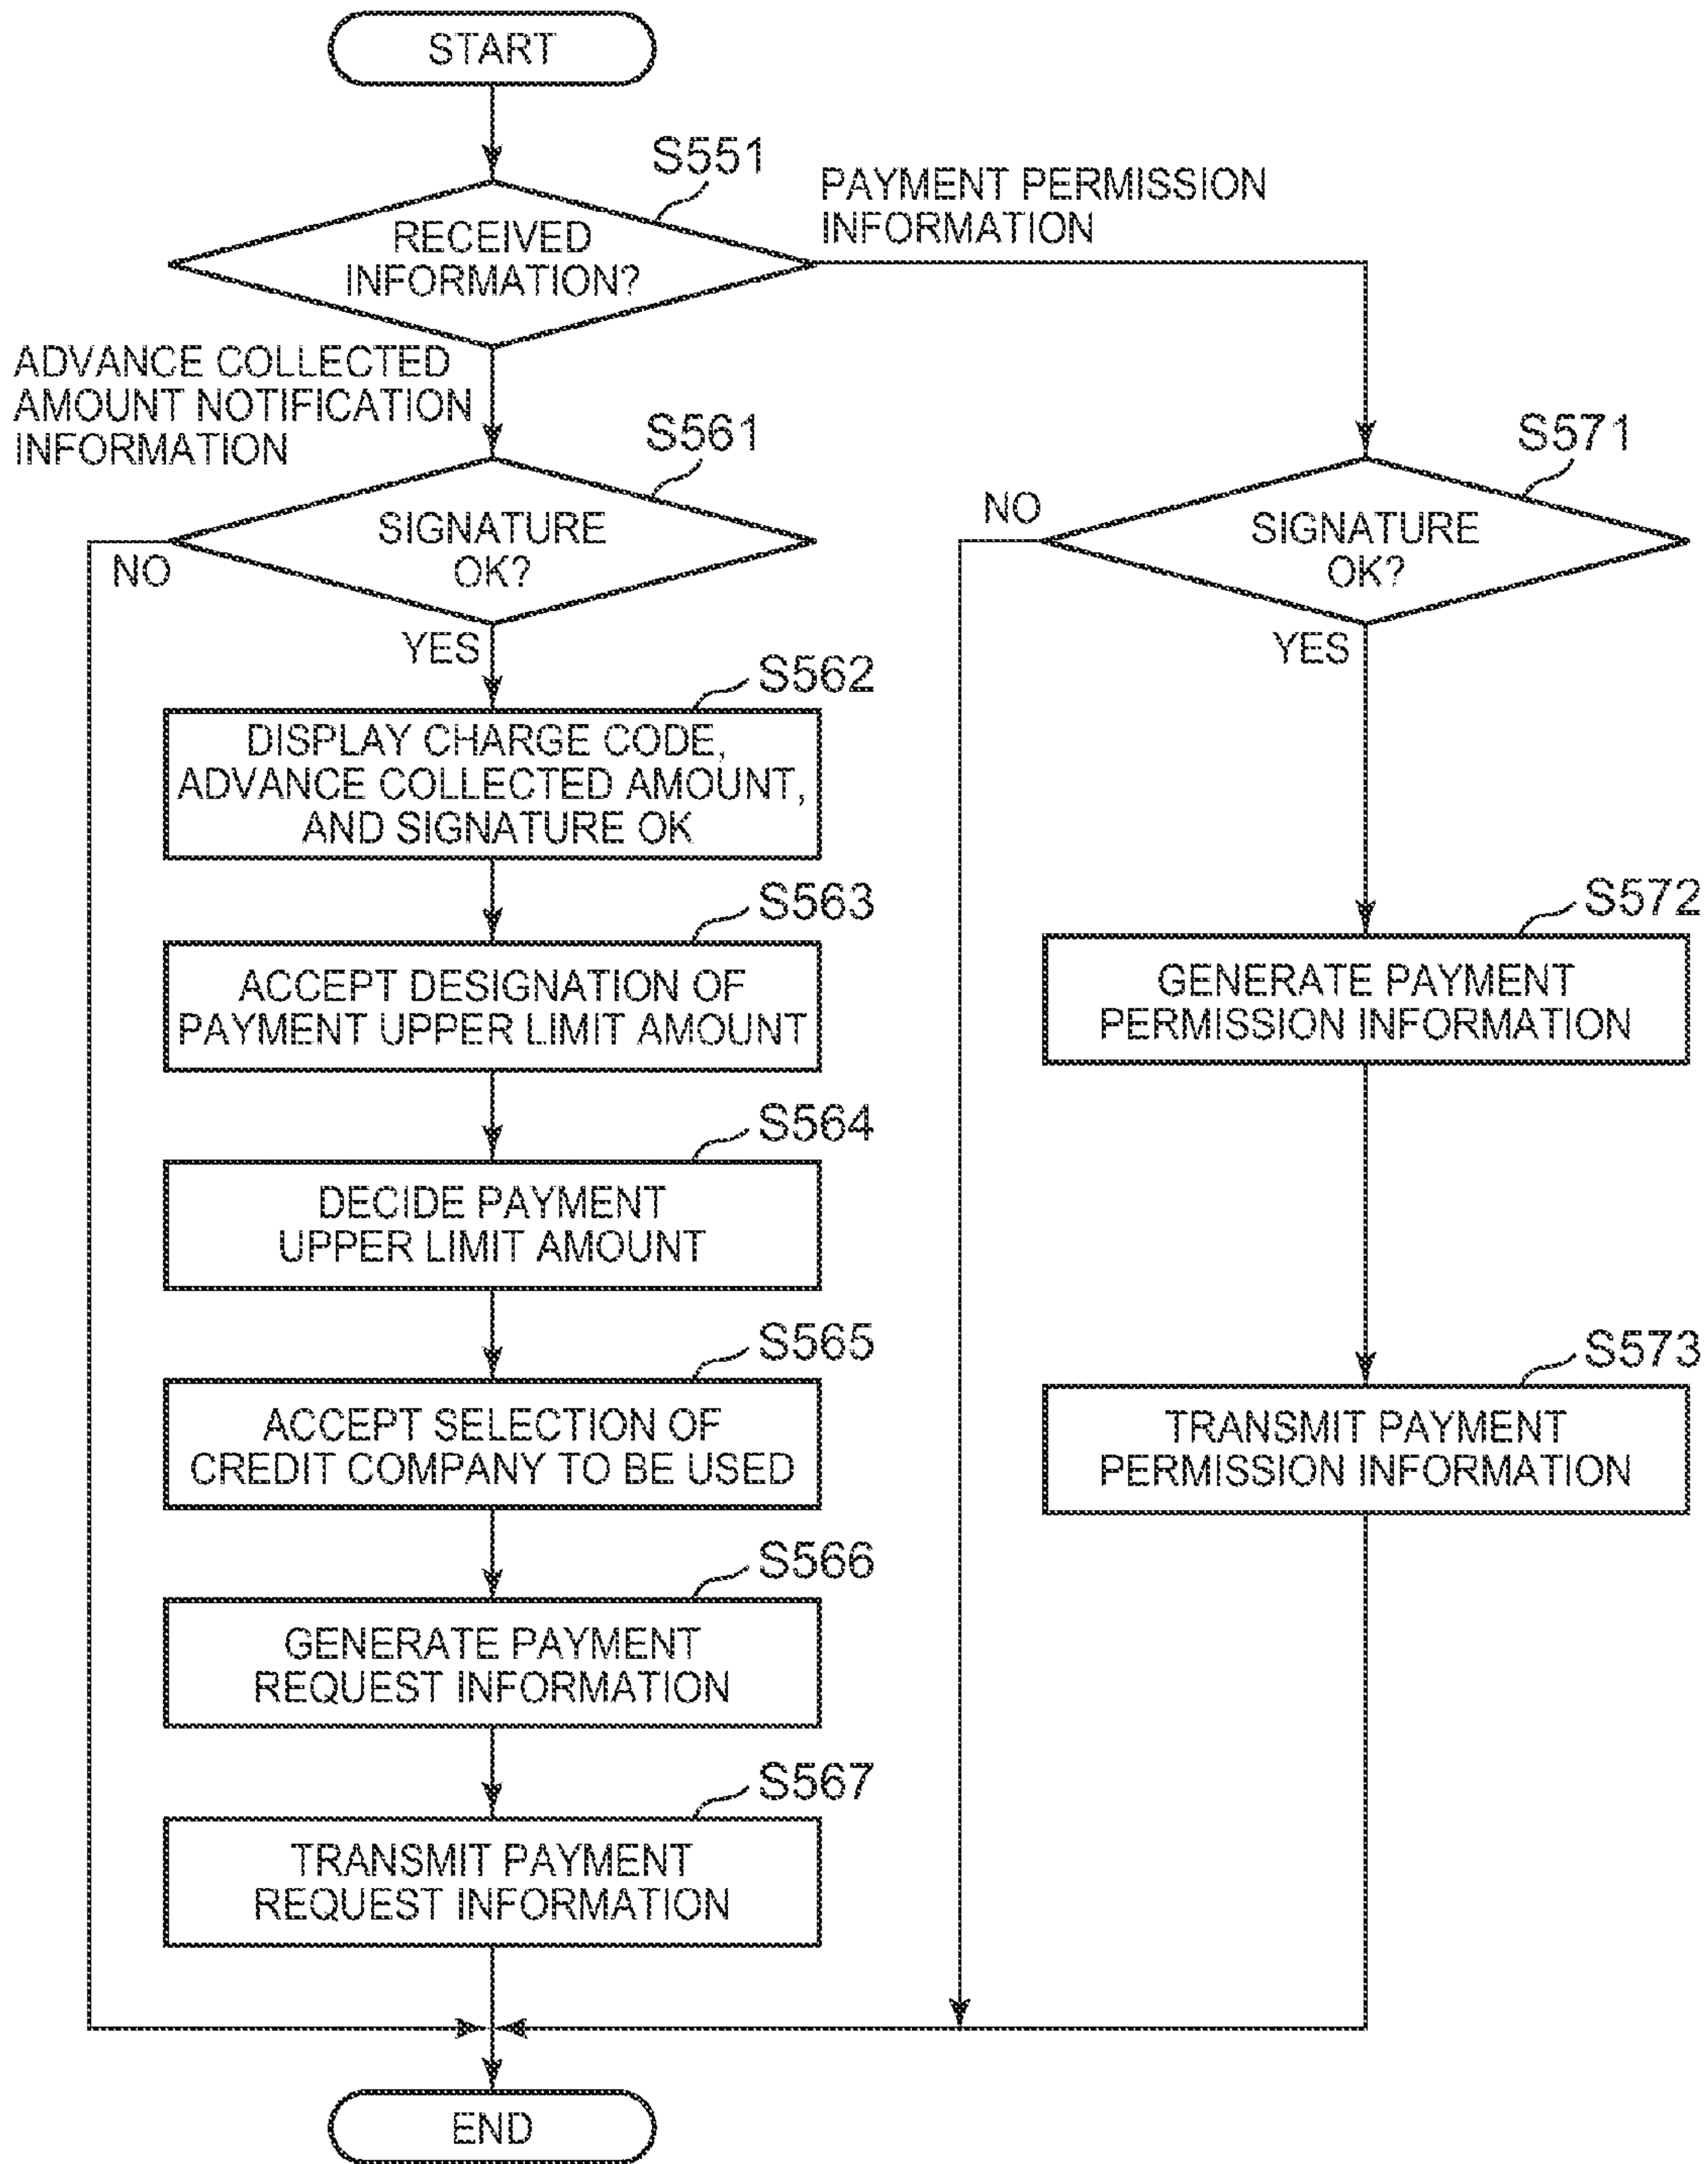 START
S551
PAYMENT PERMISSION
INFORMATION
RECEIVED
INFORMATION?
ADVANCE COLLECTED
AMOUNT NOTIFICATION
INFORMATION
S561
SIGNATURE
OK?
NO
YES
S562
DISPLAY CHARGE CODE,
ADVANCE COLLECTED AMOUNT,
AND SIGNATURE OK
S563
ACCEPT DESIGNATION OF
PAYMENT UPPER LIMIT AMOUNT
S564
DECIDE PAYMENT
UPPER LIMIT AMOUNT
S565
ACCEPT SELECTION OF
CREDIT COMPANY TO BE USED
S566
GENERATE PAYMENT
REQUEST INFORMATION
S567
TRANSMIT PAYMENT
REQUEST INFORMATION
S571
SIGNATURE
OK?
NO
YES
S572
GENERATE PAYMENT
PERMISSION INFORMATION
S573
TRANSMIT PAYMENT
PERMISSION INFORMATION
END